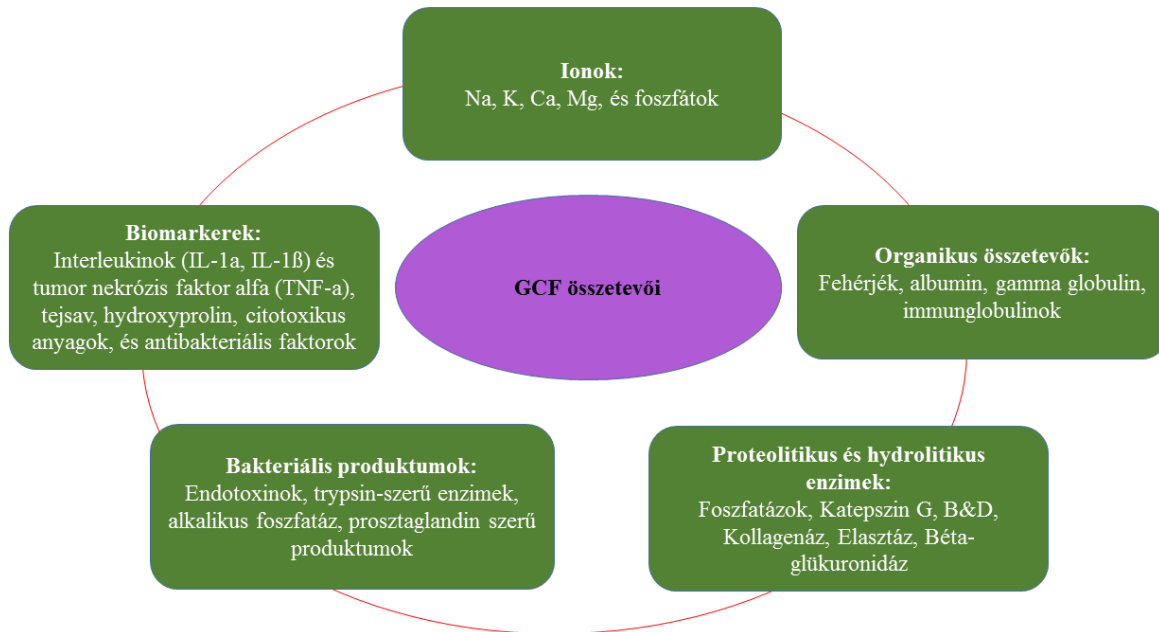 Ionok:
Na, K, Ca, Mg, és foszfátok
Biomarkerek:
Interleukinok (IL-1a, IL-1ß) és
tumor nekrózis faktor alfa (TNF-a),
tejsav, hydroxyprolin, citotoxikus
anyagok, és antibakteriális faktorok
GCF összetevői
Organikus összetevők:
Fehérjék, albumin, gamma globulin,
immunglobulinok
Bakteriális produktumok:
Endotoxinok, trypsin-szerű enzimek,
alkalikus foszfatáz, prosztaglandin szerű
produktumok
Proteolitikus és hydrolitikus
enzimek:
Foszfatázok, Katepszin G, B&D,
Kollagenáz, Elasztáz, Béta-
glükuronidáz